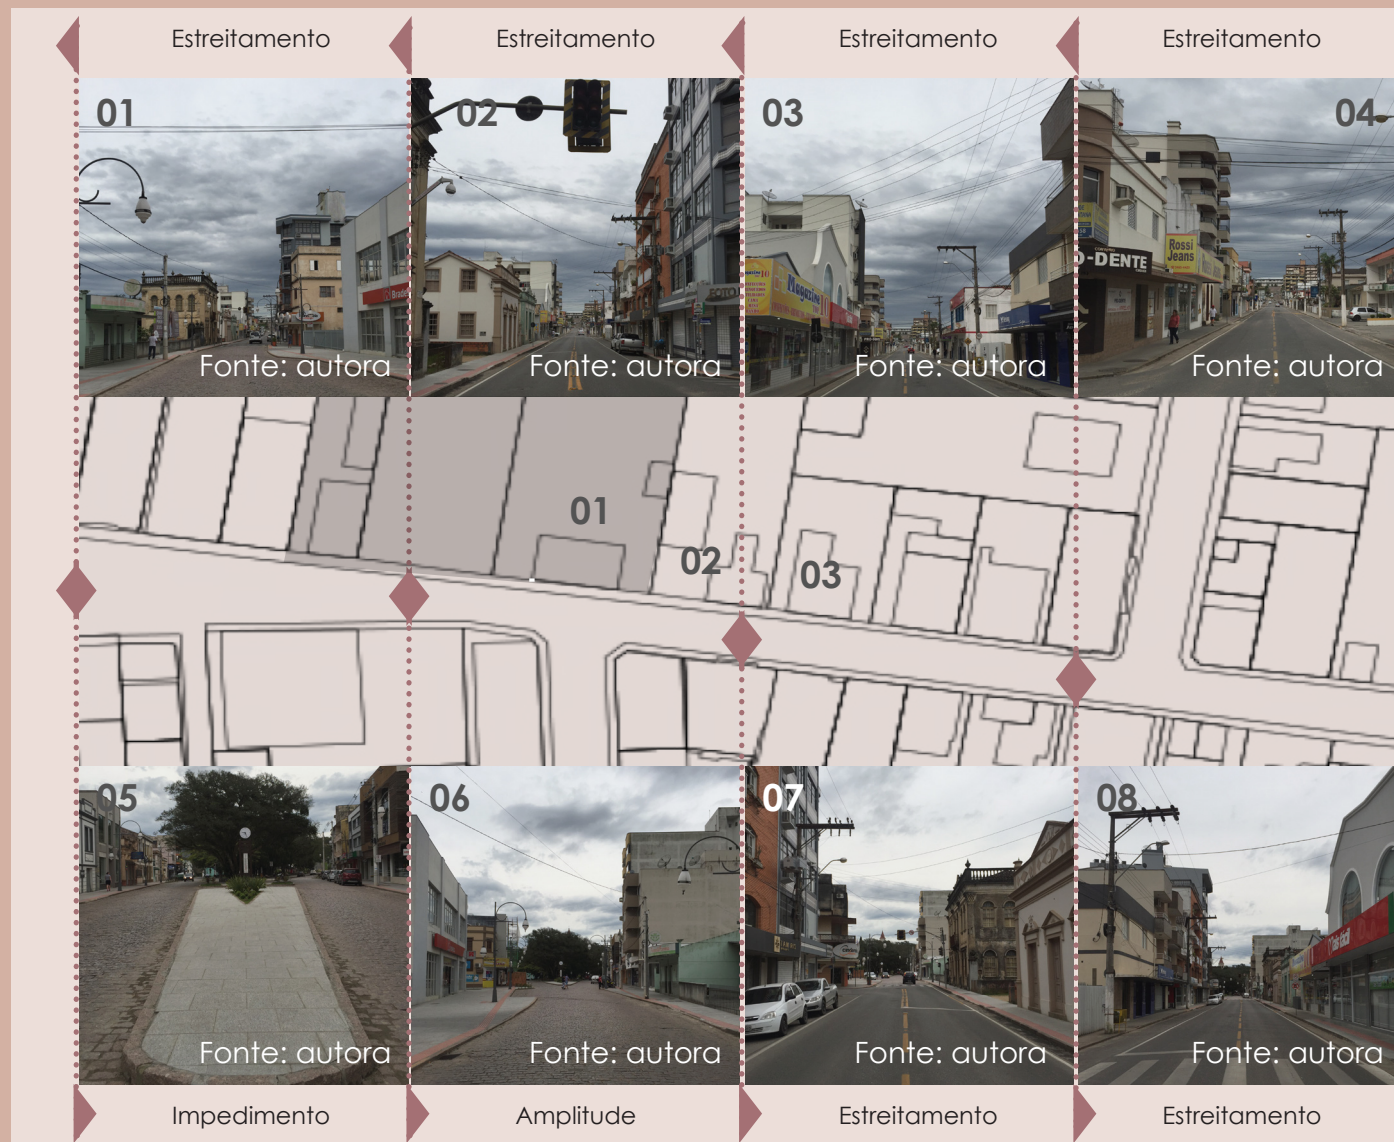 Estreitamento
Estreitamento
Estreitamento
Estreitamento
01
02
03
04
Rossi
Jeans
O-DENTE
Magazine
Fonte: autora
Fonte: autora
Fonte: autora
Fonte: autora
01
02
03
05
06
07
08
Fonte: autora
Fonte: autora
Fonte: autora
Fonte: autora
Impedimento
Amplitude
Estreitamento
Estreitamento